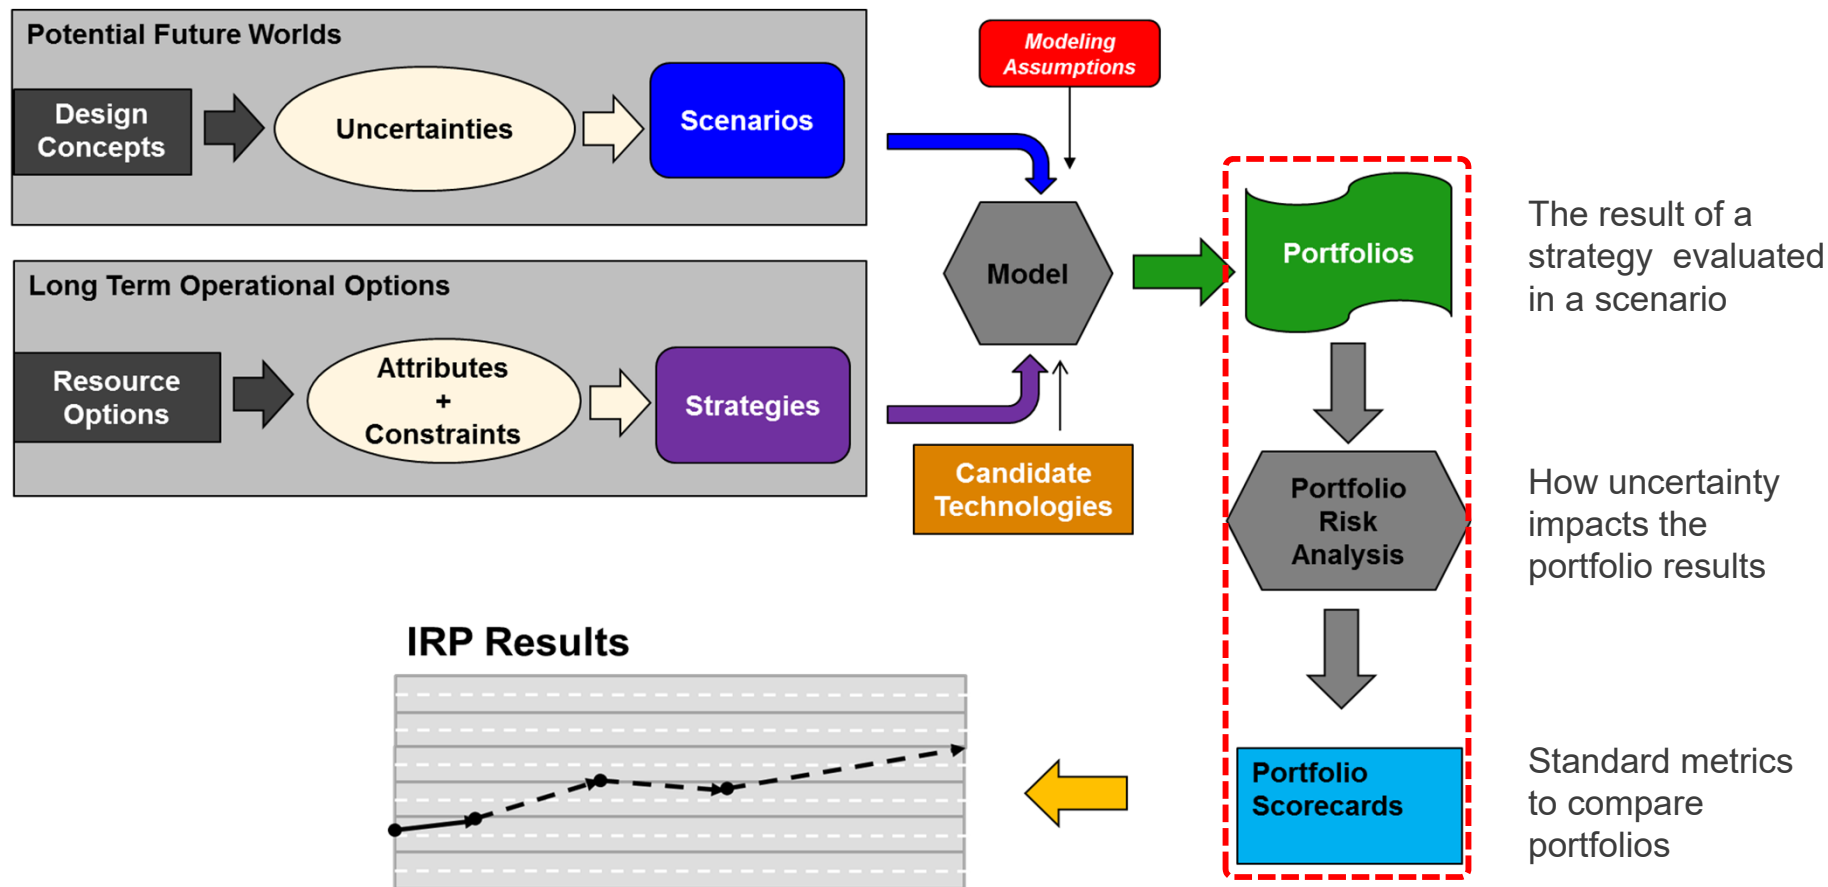 Potential Future Worlds
Design
Concepts
Uncertainties
Scenarios
Modeling
Assumptions
Long Term Operational Options
Resource
Options
Attributes
+
Constraints
Strategies
Model
Candidate
Technologies
Portfolios
The result of a
strategy evaluated
in a scenario
Portfolio
Risk
Analysis
How uncertainty
impacts the
portfolio results
Portfolio
Scorecards
Standard metrics
to compare
portfolios
IRP Results